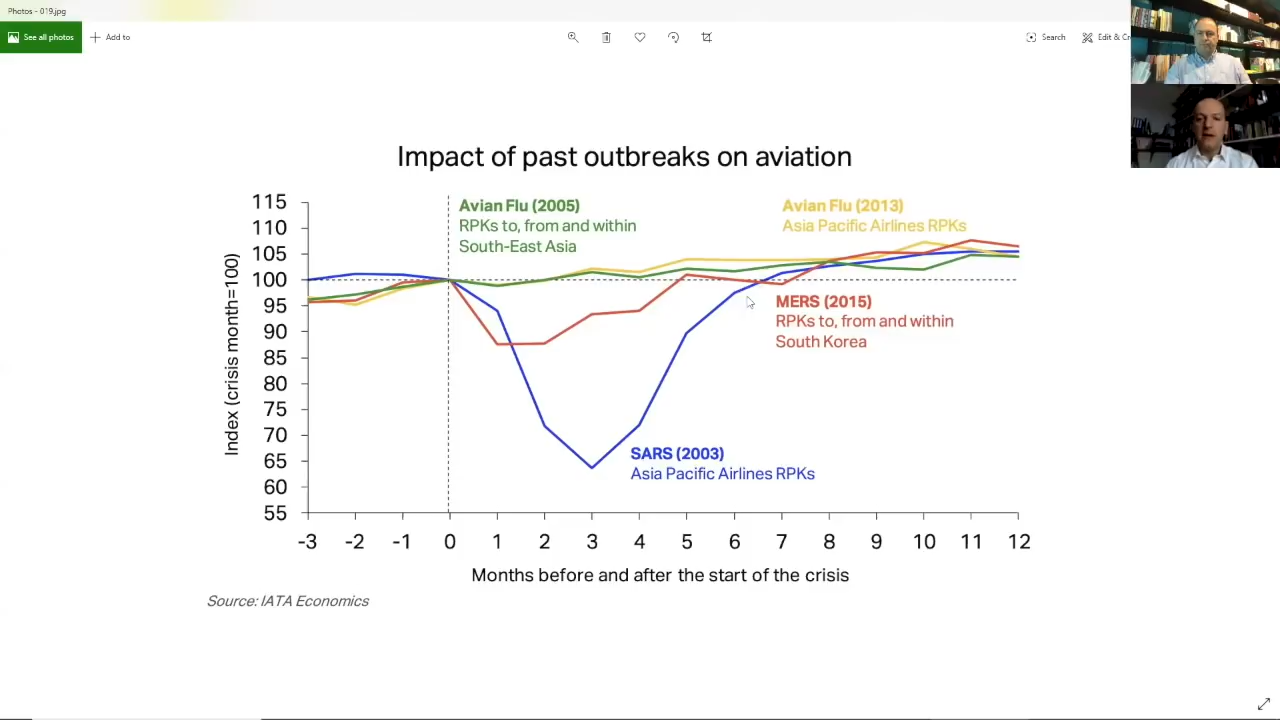 Photos - 019.jpg
See all photos
Add to
Search
Edit & Cr
Impact of past outbreaks on aviation
115
110
105
100
95
90
85
80
75
70
65
60
55
Index (crisis month=100)
Avian Flu (2005)
RPKs to, from and within
South-East Asia
Avian Flu (2013)
Asia Pacific Airlines RPKs
MERS (2015)
RPKs to, from and within
South Korea
SARS (2003)
Asia Pacific Airlines RPKs
-3 -2 -1 0 1 2 3 4 5 6 7 8 9 10 11 12
Months before and after the start of the crisis
Source: IATA Economics